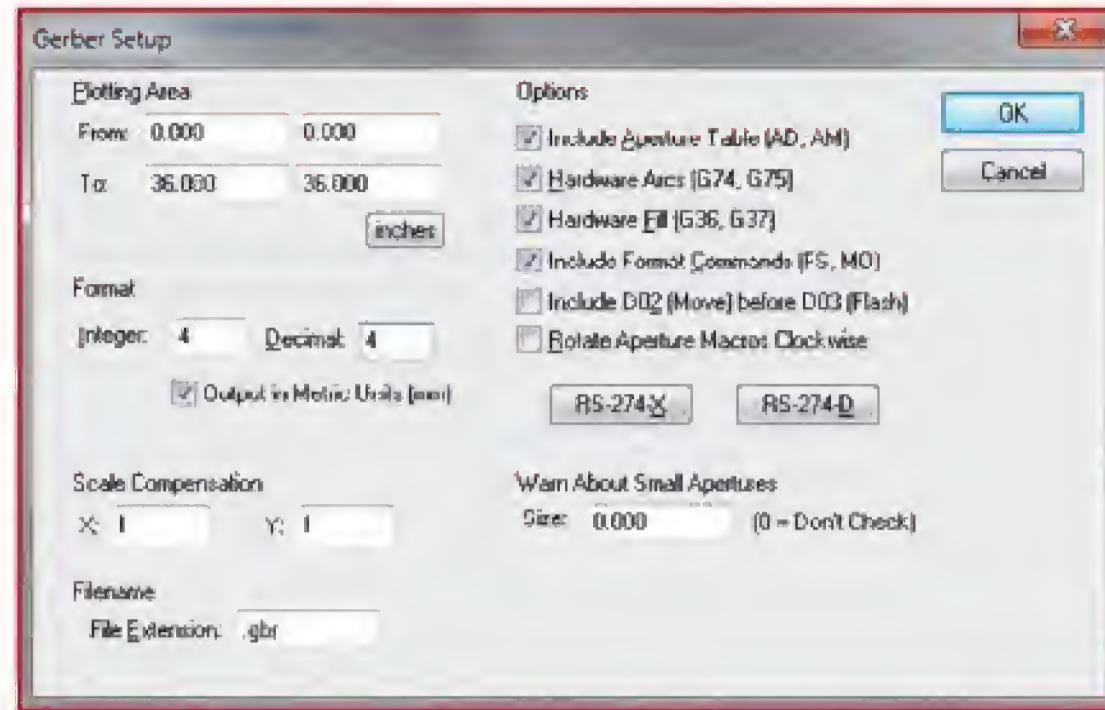 Gerber Setup
Plotting Area
From: 0.000 0.000
To: 36.000 36.000
inches
Format
Integer: 4 Decimal: 4
Output in Metric Units (mm)
Scale Compensation
X: 1 Y: 1
Filename
File Extension: .gbr
Options
Include Aperture Table (AD, AM)
Hardware Arcs (G74, G75)
Hardware Fill (G36, G37)
Include Format Commands (FS, MO)
Include D02 (Move) before D03 (Flash)
Rotate Aperture Macros Clockwise
RS-274-X RS-274-D
Warn About Small Apertures
Size: 0.000 (0 = Don't Check)
OK
Cancel